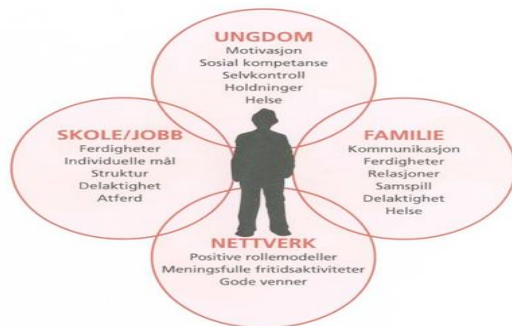 UNGDOM
Motivasjon
Sosial kompetanse
Selvkontroll
Holdninger
Helse
SKOLE/JOBB
Ferdigheter
Individuelle mål
Struktur
Delaktighet
Atferd
FAMILIE
Kommunikasjon
Ferdigheter
Relasjoner
Samspill
Delaktighet
Helse
NETTVERK
Positive rollemodeller
Meningsfulle fritidsaktiviteter
Gode venner